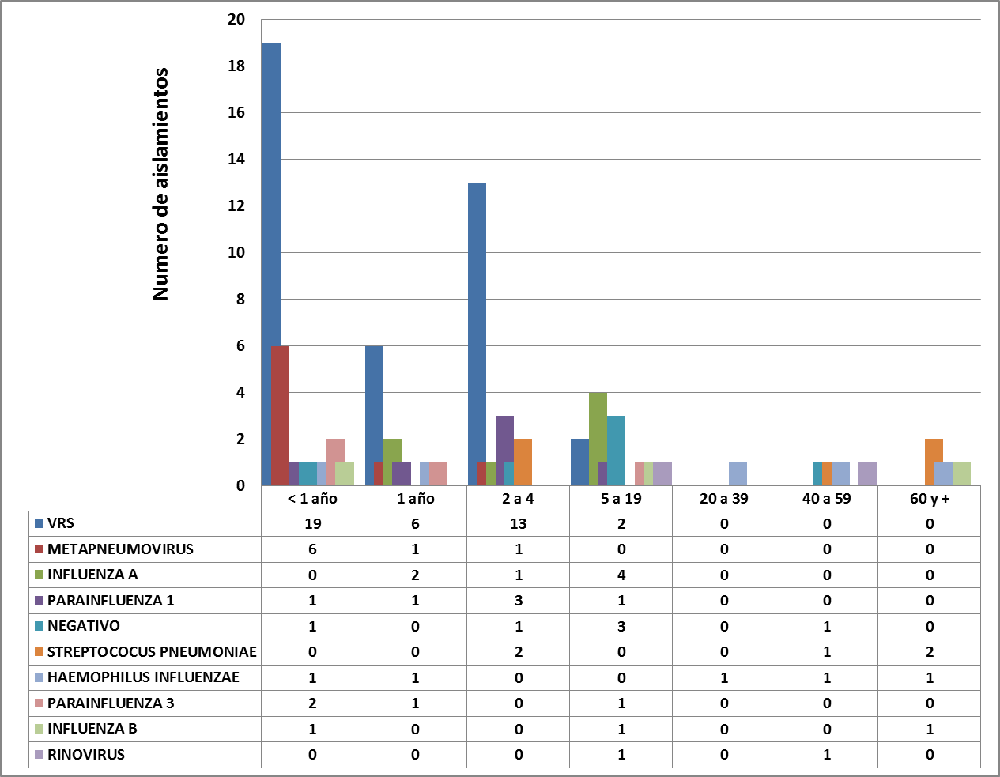 Numero de aislamientos
20
18
16
14
12
10
8
6
4
2
0
< 1 año 1 año 2 a 4 5 a 19 20 a 39 40 a 59 60 y +
VRS 19 6 13 2 0 0 0
METAPNEUMOVIRUS 6 1 1 0 0 0 0
INFLUENZA A 0 2 1 4 0 0 0
PARAINFLUENZA 1 1 1 3 1 0 0 0
NEGATIVO 1 0 1 3 0 1 0
STREPTOCOCUS PNEUMONIAE 0 0 2 0 0 1 2
HAEMOPHILUS INFLUENZAE 1 1 0 0 1 1 1
PARAINFLUENZA 3 2 1 0 1 0 0 0
INFLUENZA B 1 0 0 1 0 0 1
RINOVIRUS 0 0 0 1 0 1 0